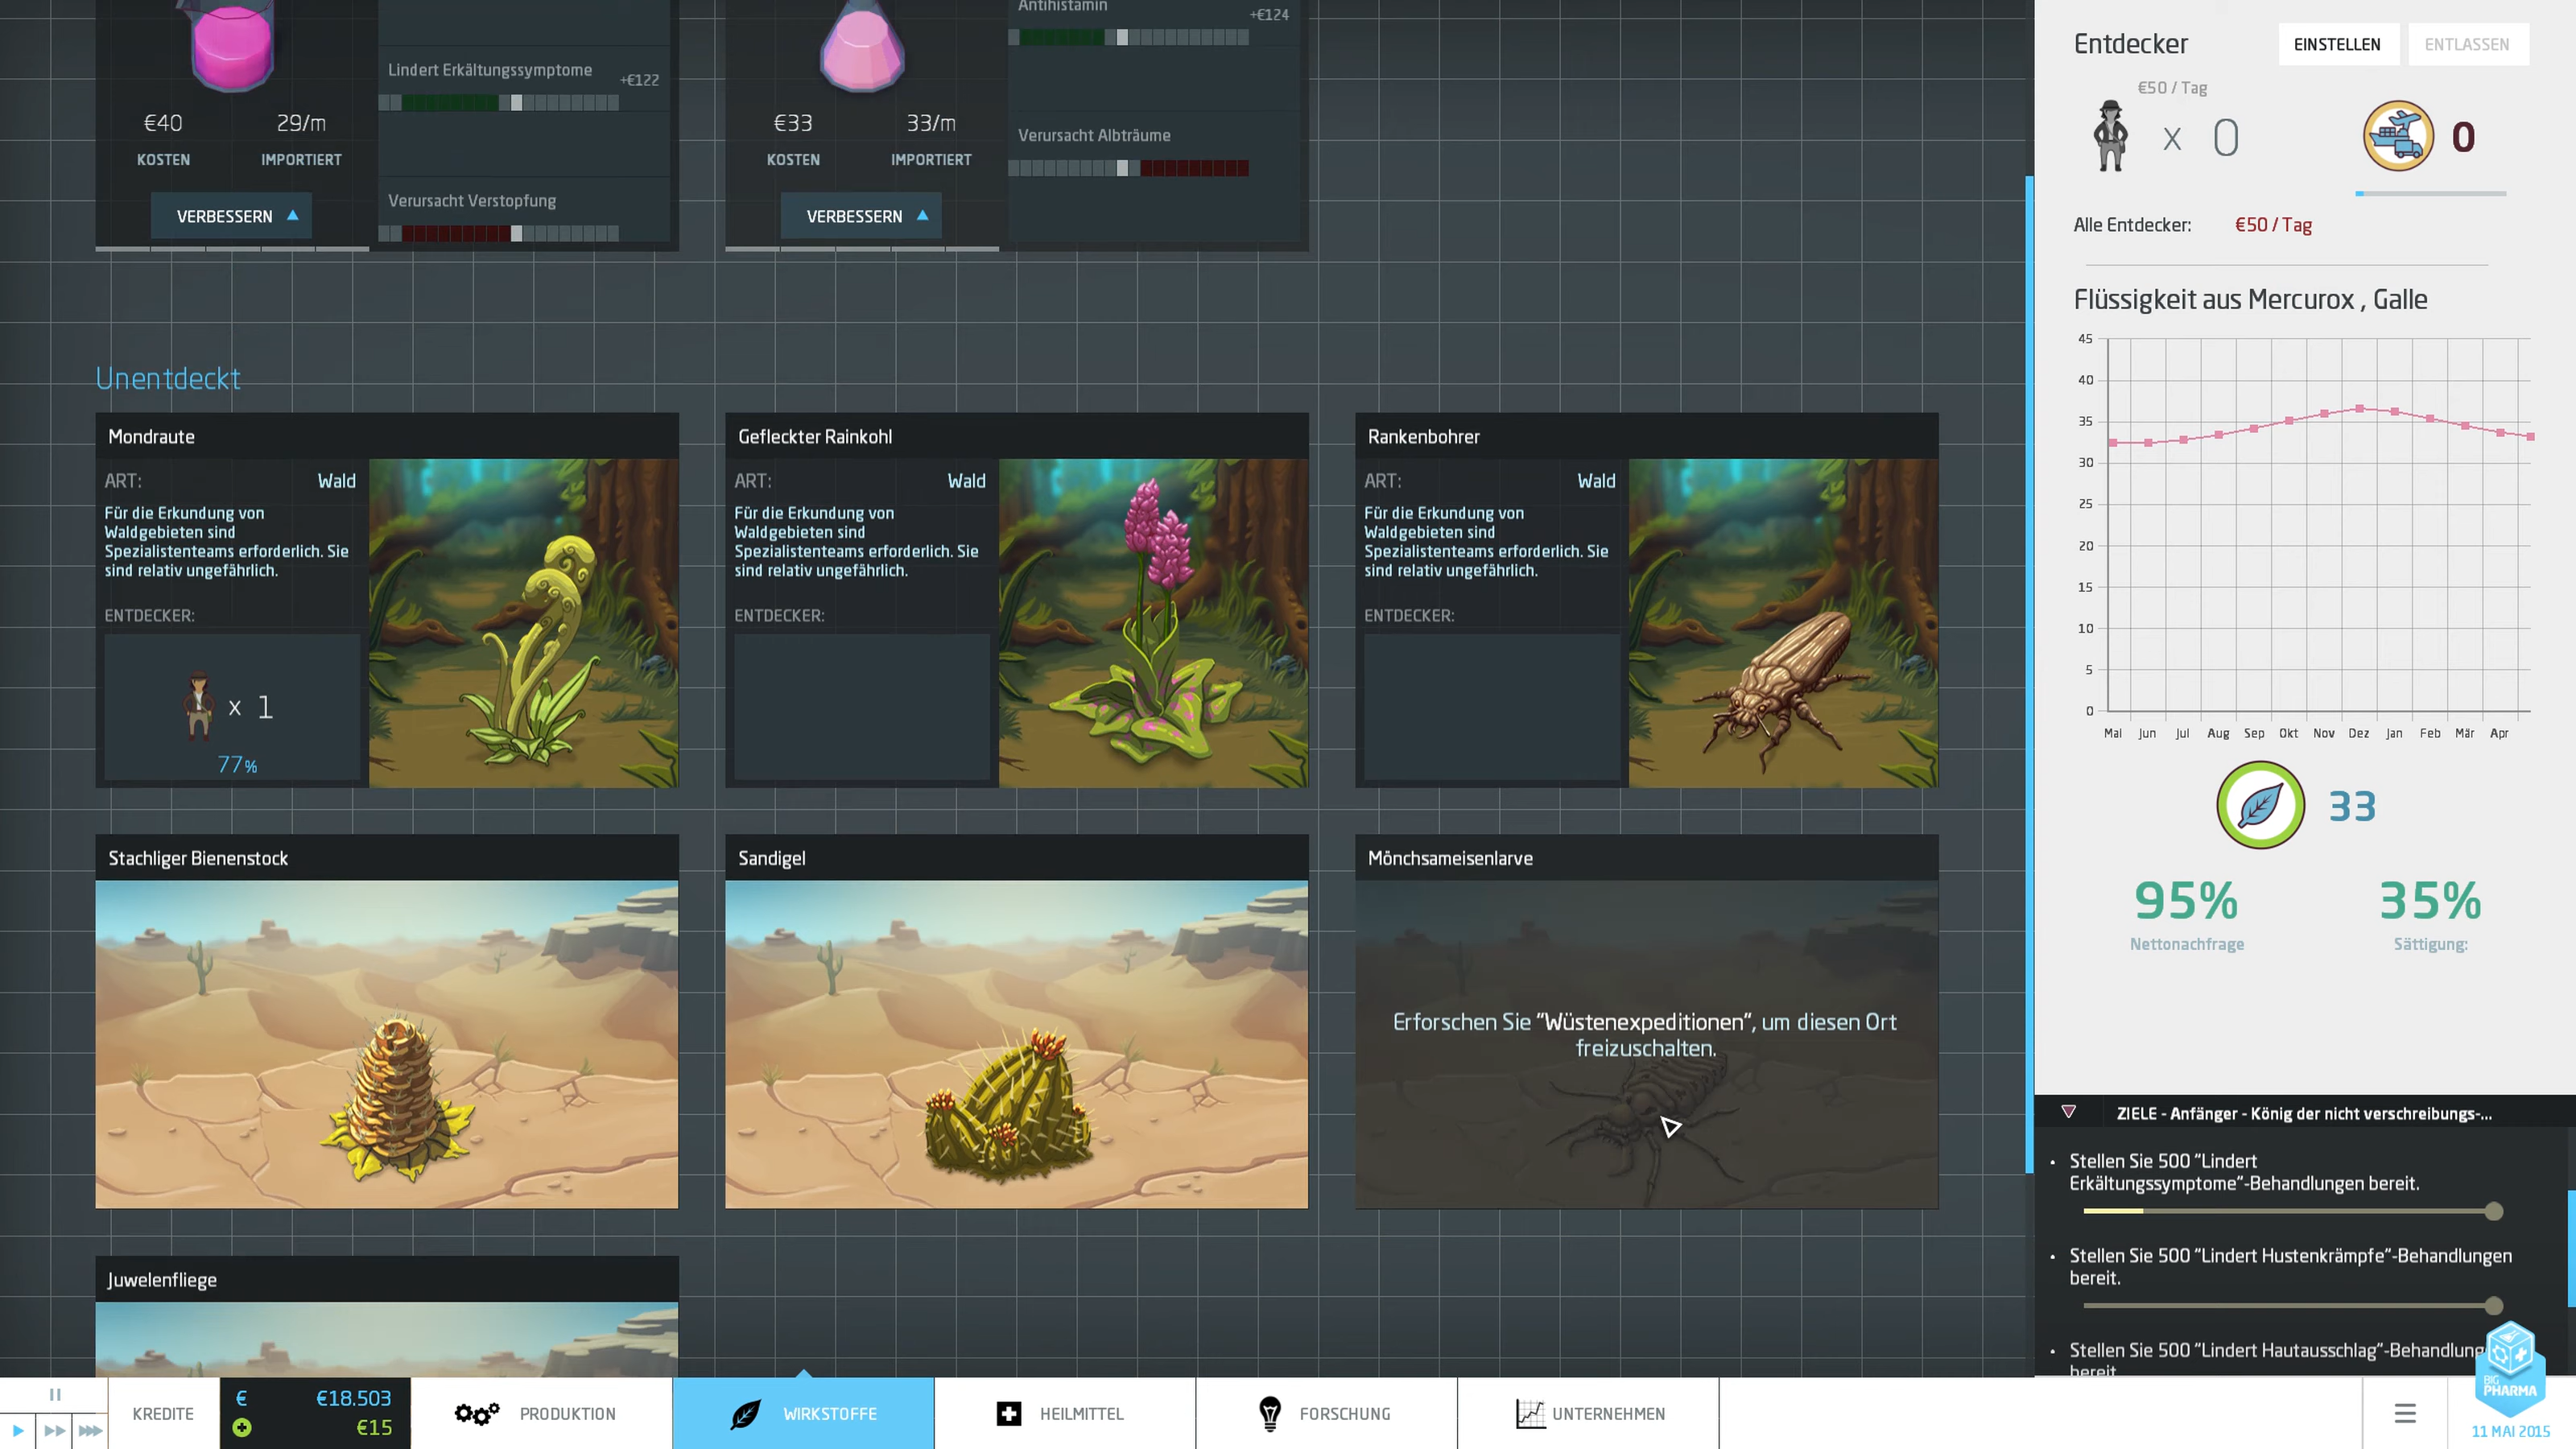 Lindert Erkältungssymptome
+€122
€40
29/m
KOSTEN
IMPORTIERT
VERBESSERN
Verursacht Verstopfung
Antihistamin
+€124
€33
33/m
KOSTEN
IMPORTIERT
VERBESSERN
Verursacht Albträume
Unentdeckt
Mondraute
ART:
Wald
Für die Erkundung von
Waldgebieten sind
Spezialistenteams erforderlich. Sie
sind relativ ungefährlich.
ENTDECKER:
x 1
77%
Gefleckter Rainkohl
ART:
Wald
Für die Erkundung von
Waldgebieten sind
Spezialistenteams erforderlich. Sie
sind relativ ungefährlich.
ENTDECKER:
Rankenbohrer
ART:
Wald
Für die Erkundung von
Waldgebieten sind
Spezialistenteams erforderlich. Sie
sind relativ ungefährlich.
ENTDECKER:
Stachliger Bienenstock
Sandigel
Mönchsameisenlarve
Erforschen Sie "Wüstenexpeditionen", um diesen Ort
freizuschalten.
Juwelenfliege
Entdecker
EINSTELLEN
ENTLASSEN
€50 / Tag
x 0
0
Alle Entdecker:
€50 / Tag
Flüssigkeit aus Mercurox , Galle
45
40
35
30
25
20
15
10
5
0
Mai Jun Jul Aug Sep Okt Nov Dez Jan Feb Mär Apr
33
95%
35%
Nettonachfrage
Sättigung:
ZIELE - Anfänger - König der nicht verschreibungs-...
• Stellen Sie 500 "Lindert
Erkältungssymptome"-Behandlungen bereit.
• Stellen Sie 500 "Lindert Hustenkrämpfe"-Behandlungen
bereit.
• Stellen Sie 500 "Lindert Hautausschlag"-Behandlung
bereit
KREDITE
€
€18.503
€15
PRODUKTION
WIRKSTOFFE
HEILMITTEL
FORSCHUNG
UNTERNEHMEN
BIG
PHARMA
11 MAI 2015